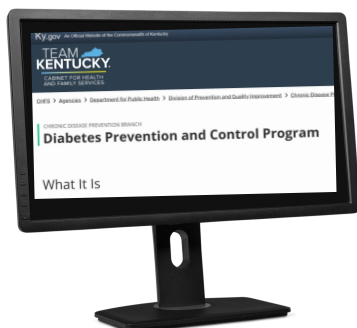 Ky.gov An Official Website of the Commonwealth of Kentucky
TEAM
KENTUCKY.
CABINET FOR HEALTH
AND FAMILY SERVICES
CHFS > Agencies > Department for Public Health > Division of Prevention and Quality Improvement > Chronic Disease P
CHRONIC DISEASE PREVENTION BRANCH
Diabetes Prevention and Control Program
What It Is